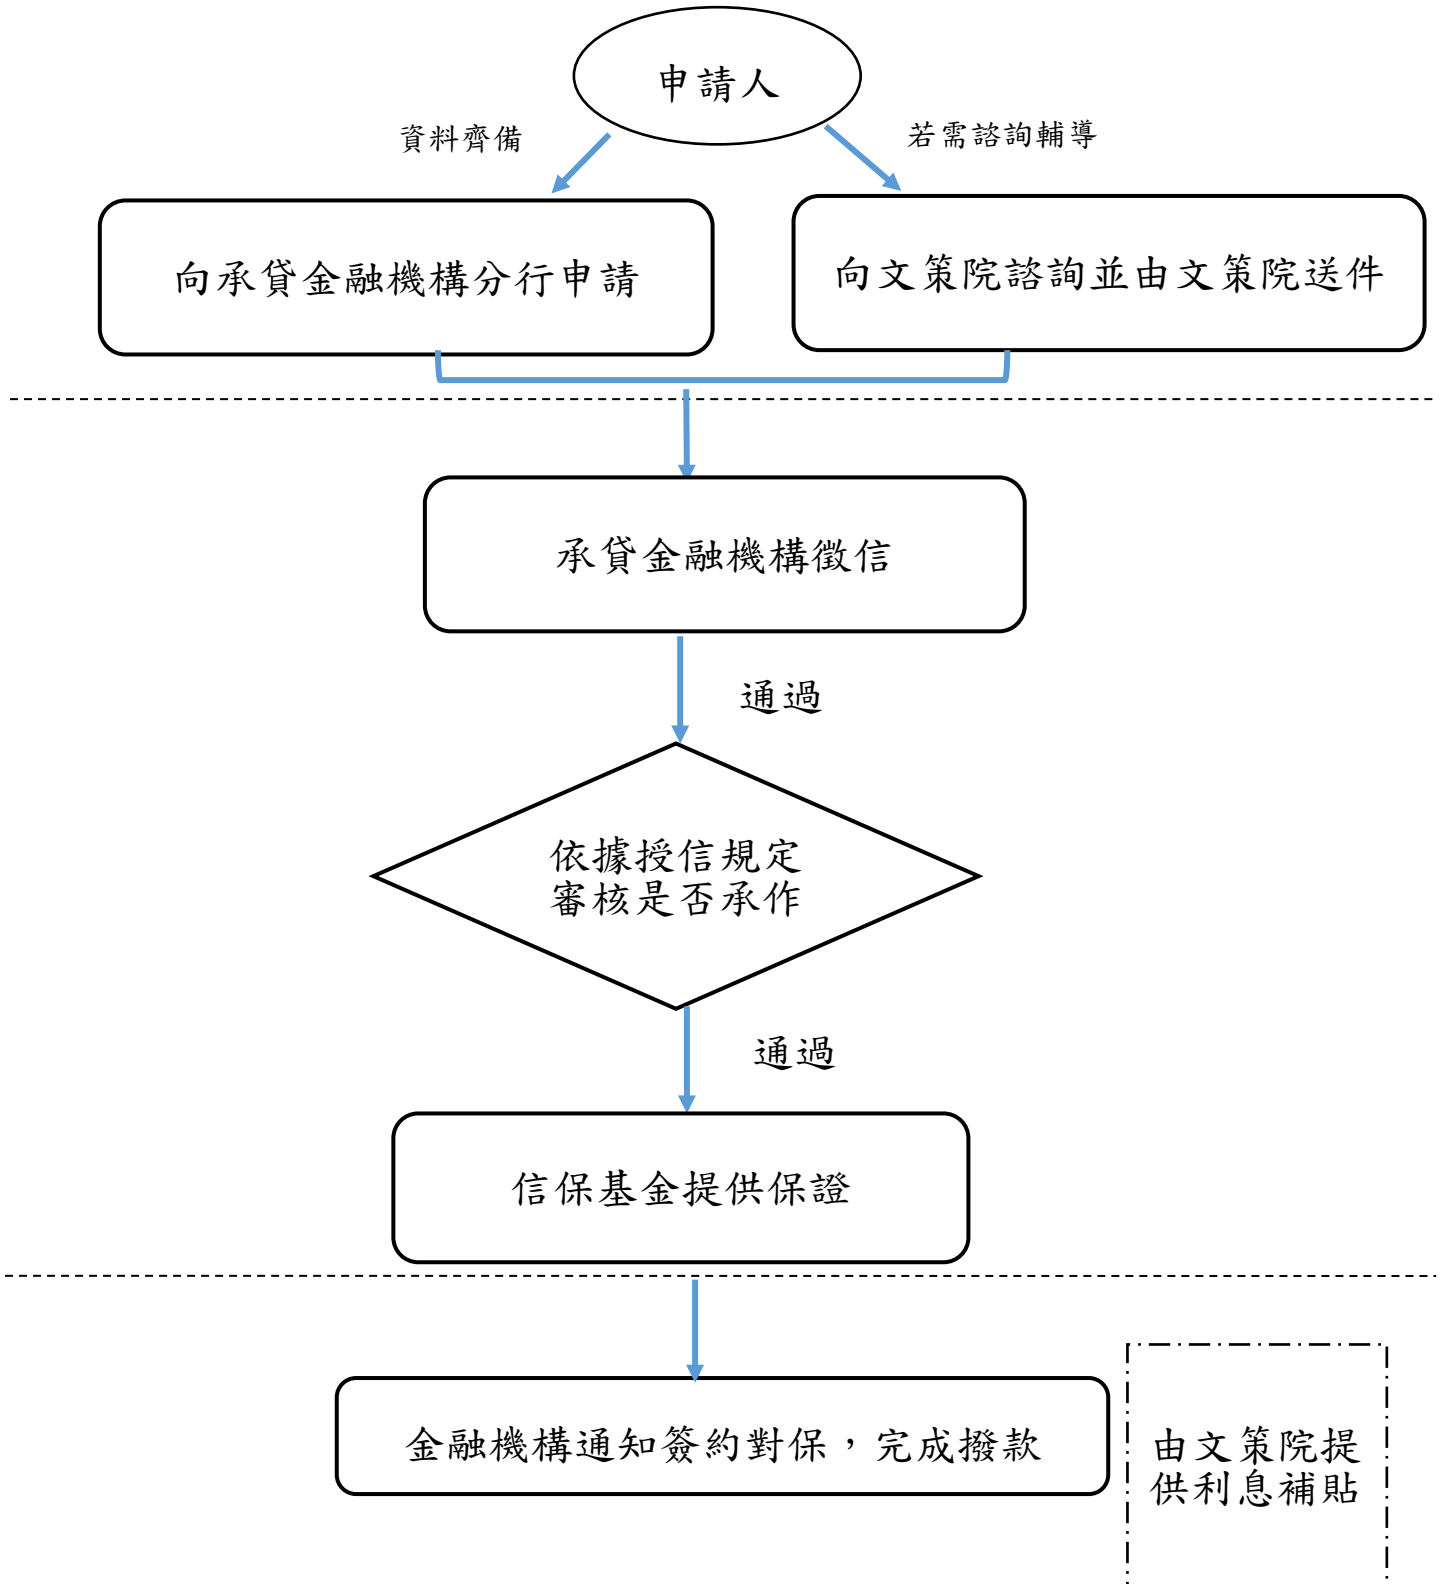 申請人
資料齊備
若需諮詢輔導
向承貸金融機構分行申請
向文策院諮詢並由文策院送件
承貸金融機構徵信
通過
依據授信規定
審核是否承作
通過
信保基金提供保證
金融機構通知簽約對保，完成撥款
由文策院提
供利息補貼